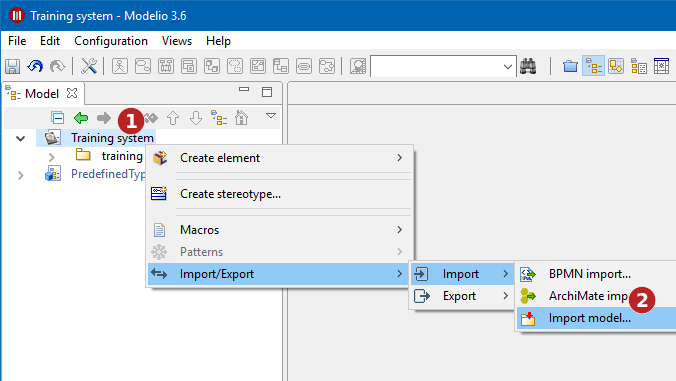 Training system - Modelio 3.6
File Edit Configuration Views Help
Model
1
Training system
training
PredefinedTyp
Create element
Create stereotype...
Macros
Patterns
Import/Export
Import
Export
BPMN import...
ArchiMate imp
2
Import model...